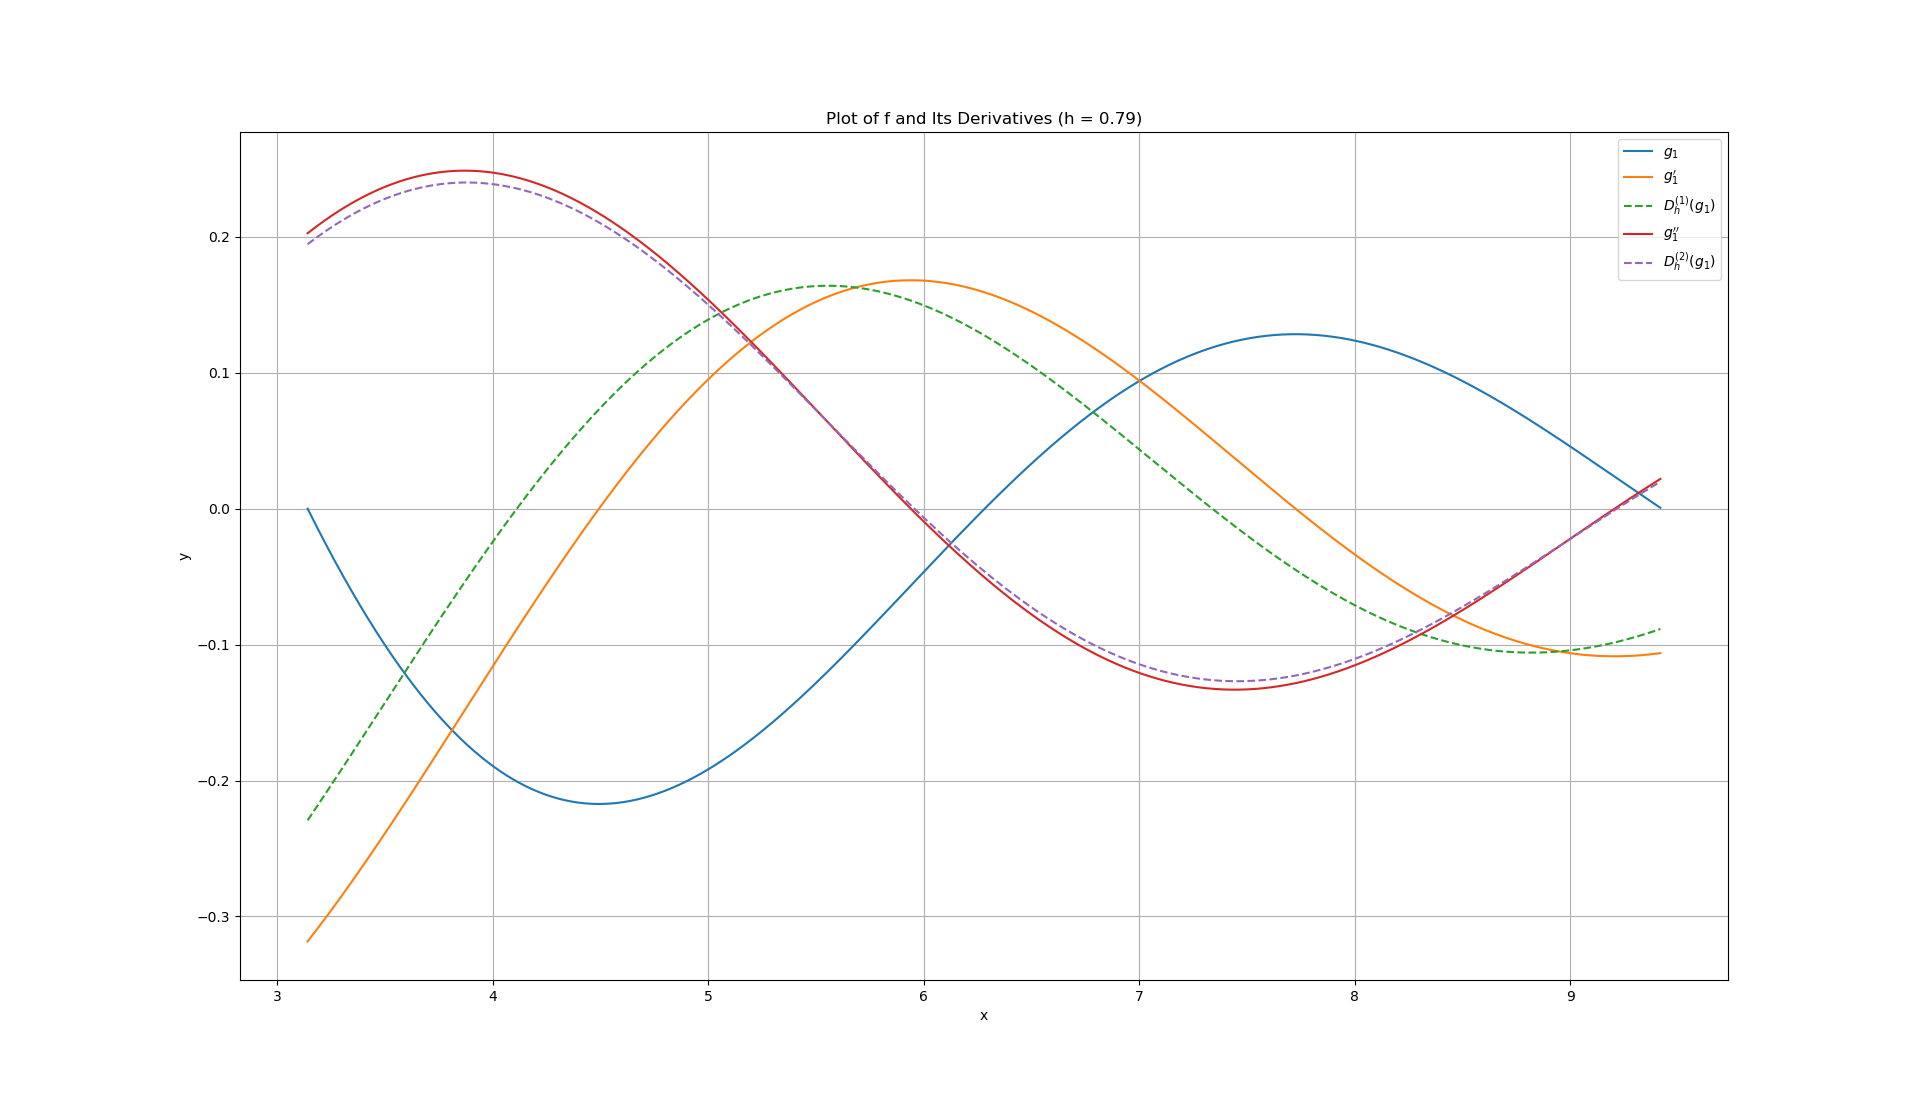 Plot of f and Its Derivatives (h = 0.79)
g₁
g₁′
D_h^{(1)}(g₁)
g₁″
D_h^{(2)}(g₁)
0.2
0.1
0.0
−0.1
−0.2
−0.3
y
3 4 5 6 7 8 9
x